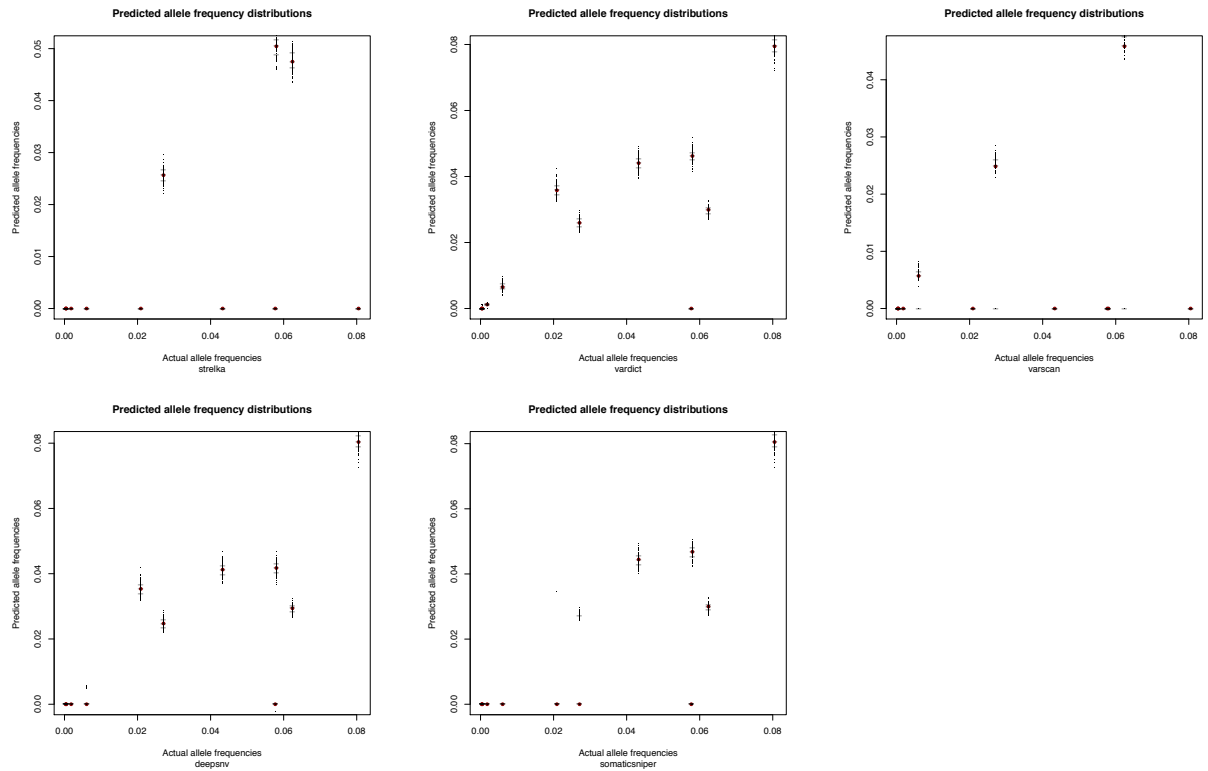 Predicted allele frequency distributions
Predicted allele frequencies
0.00 0.01 0.02 0.03 0.04 0.05
0.00 0.02 0.04 0.06 0.08
Actual allele frequencies
strelka
Predicted allele frequency distributions
Predicted allele frequencies
0.00 0.02 0.04 0.06 0.08
0.00 0.02 0.04 0.06 0.08
Actual allele frequencies
vardict
Predicted allele frequency distributions
Predicted allele frequencies
0.00 0.01 0.02 0.03 0.04
0.00 0.02 0.04 0.06 0.08
Actual allele frequencies
varscan
Predicted allele frequency distributions
Predicted allele frequencies
0.00 0.02 0.04 0.06 0.08
0.00 0.02 0.04 0.06 0.08
Actual allele frequencies
deepsnv
Predicted allele frequency distributions
Predicted allele frequencies
0.00 0.02 0.04 0.06 0.08
0.00 0.02 0.04 0.06 0.08
Actual allele frequencies
somaticsniper